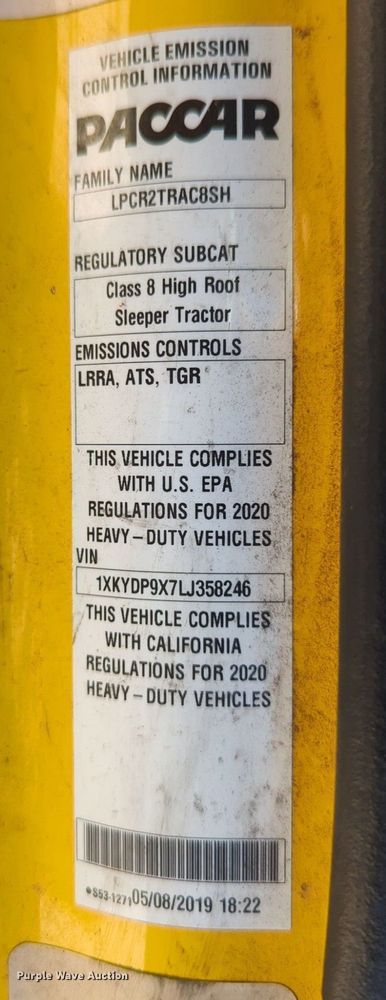 VEHICLE EMISSION
CONTROL INFORMATION
PACCAR
FAMILY NAME
LPCR2TRAC8SH
REGULATORY SUBCAT
Class 8 High Roof
Sleeper Tractor
EMISSIONS CONTROLS
LRRA, ATS, TGR
THIS VEHICLE COMPLIES
WITH U.S. EPA
REGULATIONS FOR 2020
HEAVY-DUTY VEHICLES
VIN
1XKYDP9X7LJ358246
THIS VEHICLE COMPLIES
WITH CALIFORNIA
REGULATIONS FOR 2020
HEAVY-DUTY VEHICLES
S53-1271 05/08/2019 18:22
Purple Wave Auction